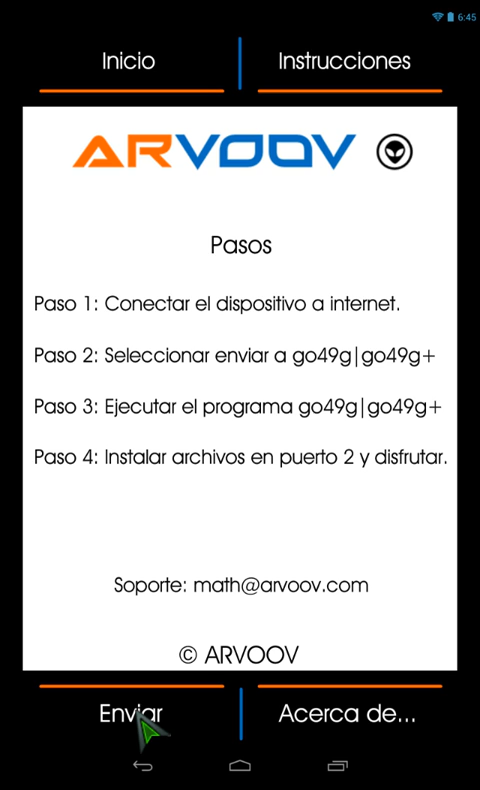 6:45
Inicio
Instrucciones
ARVOOV
Pasos
Paso 1: Conectar el dispositivo a internet.
Paso 2: Seleccionar enviar a go49g|go49g+
Paso 3: Ejecutar el programa go49g|go49g+
Paso 4: Instalar archivos en puerto 2 y disfrutar.
Soporte: math@arvoov.com
© ARVOOV
Enviar
Acerca de...